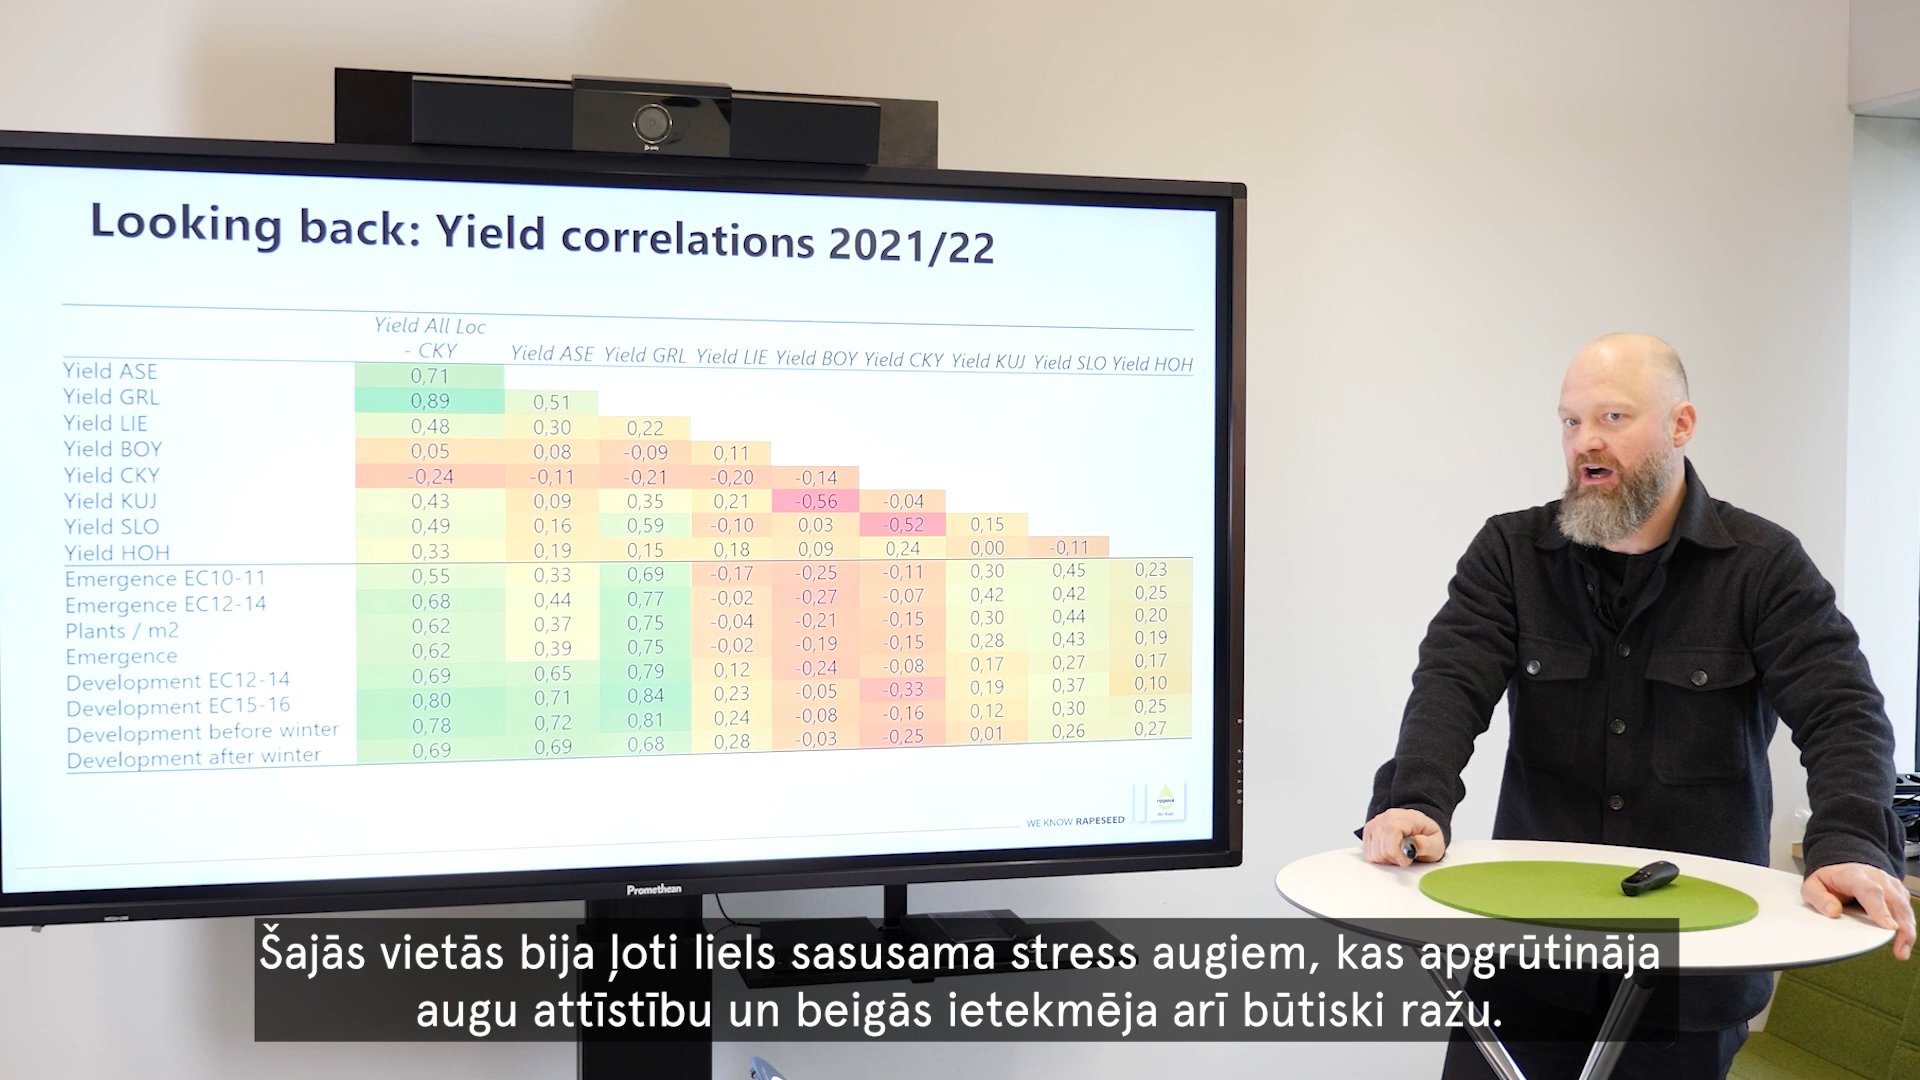 Looking back: Yield correlations 2021/22
Yield All Loc - CKY Yield ASE Yield GRL Yield LIE Yield BOY Yield CKY Yield KUJ Yield SLO Yield HOH
Yield ASE 0,71
Yield GRL 0,89 0,51
Yield LIE 0,48 0,30 0,22
Yield BOY 0,05 0,08 -0,09 0,11
Yield CKY -0,24 -0,11 -0,21 -0,20 -0,14
Yield KUJ 0,43 0,09 0,35 0,21 -0,56 -0,04
Yield SLO 0,49 0,16 0,59 -0,10 0,03 -0,52 0,15
Yield HOH 0,33 0,19 0,15 0,18 0,09 0,24 0,00 -0,11
Emergence EC10-11 0,55 0,33 0,69 -0,17 -0,25 -0,11 0,30 0,45 0,23
Emergence EC12-14 0,68 0,44 0,77 -0,02 -0,27 -0,07 0,42 0,42 0,25
Plants / m2 0,62 0,37 0,75 -0,04 -0,21 -0,15 0,30 0,44 0,20
Emergence 0,62 0,39 0,75 -0,02 -0,19 -0,15 0,28 0,43 0,19
Development EC12-14 0,69 0,65 0,79 0,12 -0,24 -0,08 0,17 0,27 0,17
Development EC15-16 0,80 0,71 0,84 0,23 -0,05 -0,33 0,19 0,37 0,10
Development before winter 0,78 0,72 0,81 0,24 -0,08 -0,16 0,12 0,30 0,25
Development after winter 0,69 0,69 0,68 0,28 -0,03 -0,25 0,01 0,26 0,27
WE KNOW RAPESEED
Promethean
Šajās vietās bija ļoti liels sasusama stress augiem, kas apgrūtināja
augu attīstību un beigās ietekmēja arī būtiski ražu.